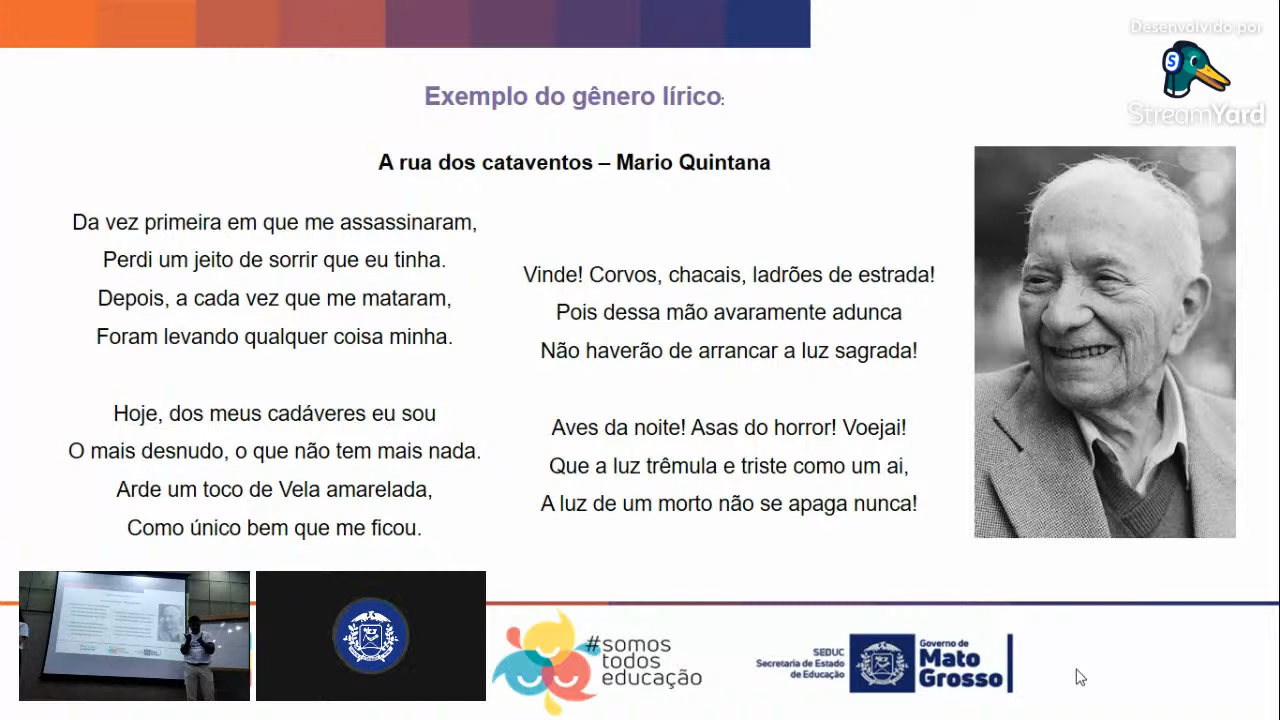 Desenvolvido por
StreamYard
Exemplo do gênero lírico:
A rua dos cataventos – Mario Quintana
Da vez primeira em que me assassinaram,
Perdi um jeito de sorrir que eu tinha.
Depois, a cada vez que me mataram,
Foram levando qualquer coisa minha.
Hoje, dos meus cadáveres eu sou
O mais desnudo, o que não tem mais nada.
Arde um toco de Vela amarelada,
Como único bem que me ficou.
Vinde! Corvos, chacais, ladrões de estrada!
Pois dessa mão avaramente adunca
Não haverão de arrancar a luz sagrada!
Aves da noite! Asas do horror! Voejai!
Que a luz trêmula e triste como um ai,
A luz de um morto não se apaga nunca!
#somos
todos
educação
SEDUC
Secretaria de Estado
de Educação
Governo de
Mato
Grosso